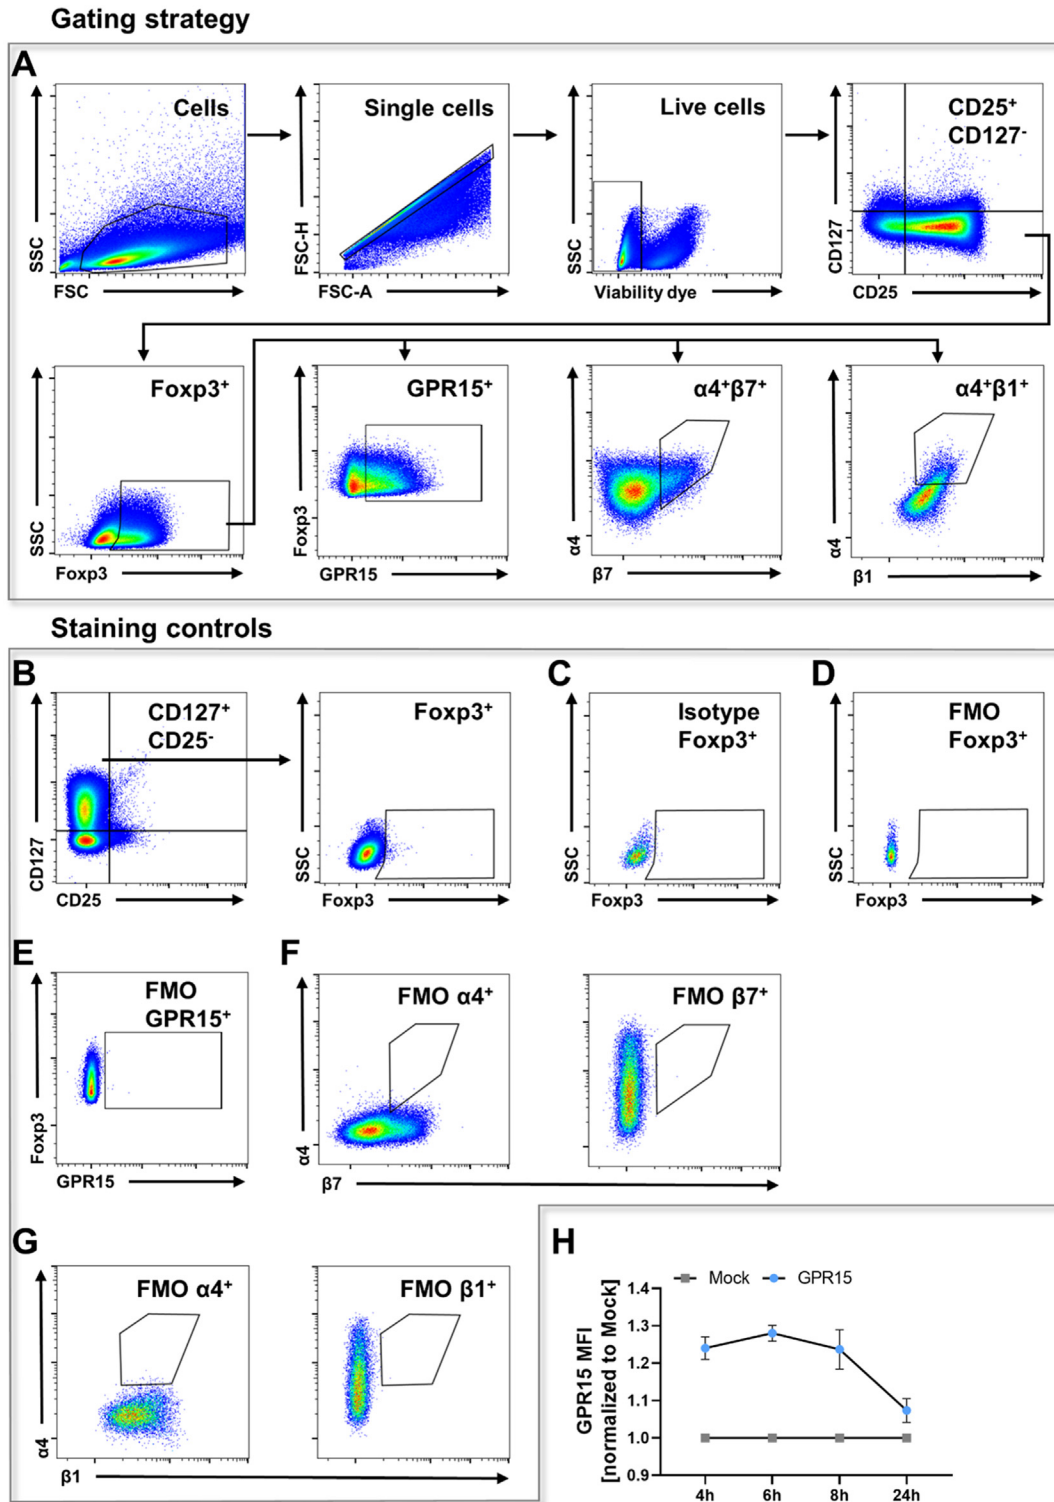 Gating strategy
A
Cells
Single cells
Live cells
CD25⁺
CD127⁻
SSC
FSC
FSC-H
FSC-A
SSC
Viability dye
CD127
CD25
Foxp3⁺
GPR15⁺
α4⁺β7⁺
α4⁺β1⁺
SSC
Foxp3
Foxp3
GPR15
α4
β7
α4
β1
Staining controls
B
CD127⁺
CD25⁻
CD127
CD25
Foxp3⁺
SSC
Foxp3
C
Isotype
Foxp3⁺
SSC
Foxp3
D
FMO
Foxp3⁺
SSC
Foxp3
E
FMO
GPR15⁺
Foxp3
GPR15
F
FMO α4⁺
FMO β7⁺
α4
β7
G
FMO α4⁺
FMO β1⁺
α4
β1
H
Mock
GPR15
GPR15 MFI
[normalized to Mock]
1.4
1.3
1.2
1.1
1.0
0.9
4h 6h 8h 24h